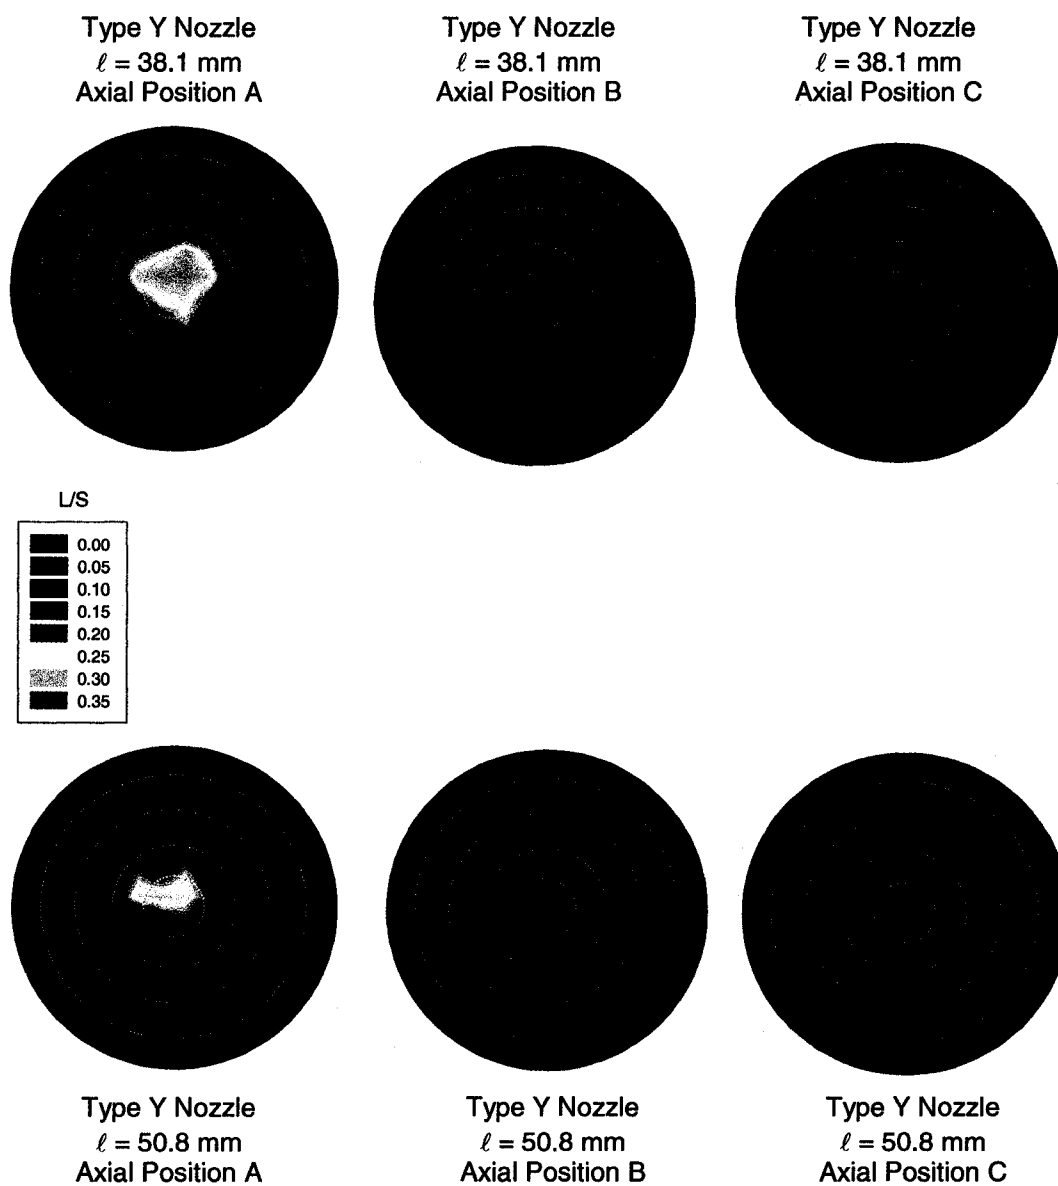 Type Y Nozzle
ℓ = 38.1 mm
Axial Position A
Type Y Nozzle
ℓ = 38.1 mm
Axial Position B
Type Y Nozzle
ℓ = 38.1 mm
Axial Position C
L/S
0.00
0.05
0.10
0.15
0.20
0.25
0.30
0.35
Type Y Nozzle
ℓ = 50.8 mm
Axial Position A
Type Y Nozzle
ℓ = 50.8 mm
Axial Position B
Type Y Nozzle
ℓ = 50.8 mm
Axial Position C